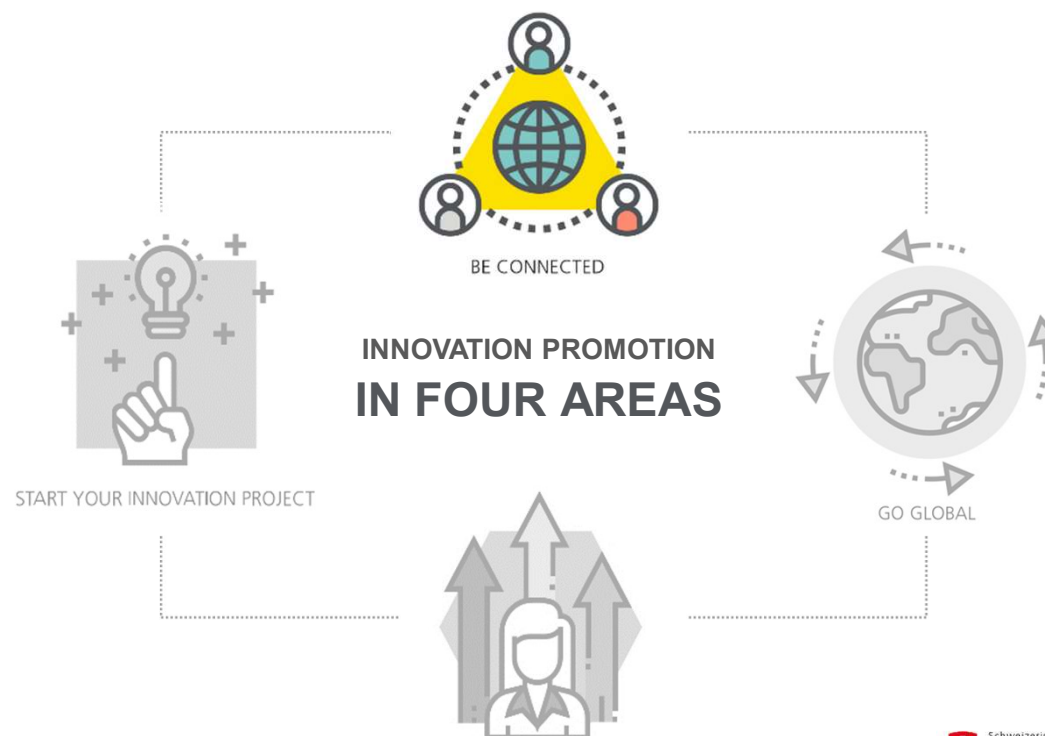 BE CONNECTED
INNOVATION PROMOTION
IN FOUR AREAS
START YOUR INNOVATION PROJECT
GO GLOBAL